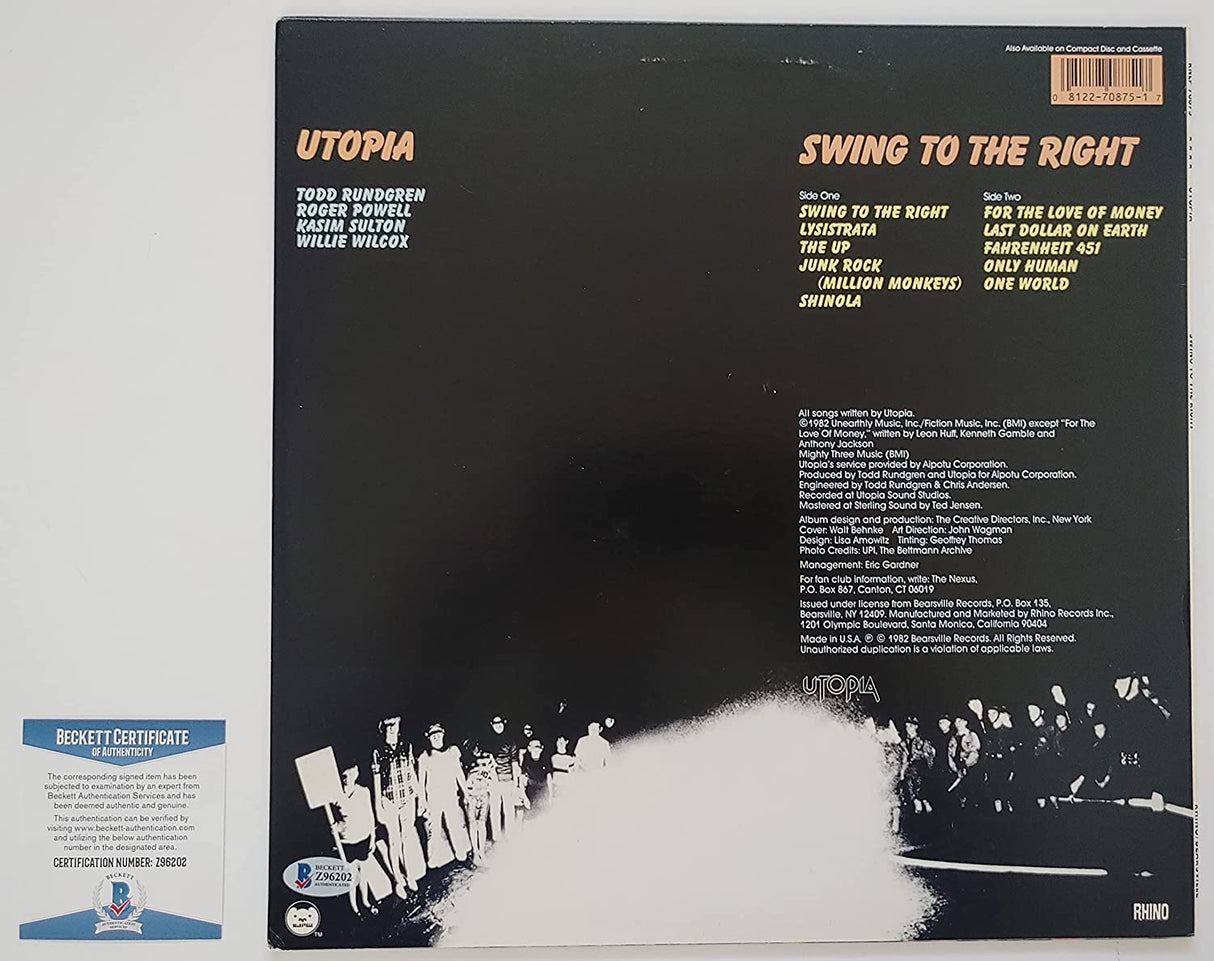 Also Available on Compact Disc and Cassette
0 8122-70875-1 7
UTOPIA
TODD RUNDGREN
ROGER POWELL
KASIM SULTON
WILLIE WILCOX
SWING TO THE RIGHT
Side One
SWING TO THE RIGHT
LYSISTRATA
THE UP
JUNK ROCK
(MILLION MONKEYS)
SHINOLA
Side Two
FOR THE LOVE OF MONEY
LAST DOLLAR ON EARTH
FAHRENHEIT 451
ONLY HUMAN
ONE WORLD
All songs written by Utopia.
©1982 Unearthly Music, Inc./Fiction Music, Inc. (BMI) except "For The
Love Of Money," written by Leon Huff, Kenneth Gamble and
Anthony Jackson
Mighty Three Music (BMI)
Utopia's service provided by Alpotu Corporation.
Produced by Todd Rundgren and Utopia for Alpotu Corporation.
Engineered by Todd Rundgren & Chris Andersen.
Recorded at Utopia Sound Studios.
Mastered at Sterling Sound by Ted Jensen.
Album design and production: The Creative Directors, Inc., New York
Cover: Walt Behnke Art Direction: John Wagman
Design: Lisa Amowitz Tinting: Geoffrey Thomas
Photo Credits: UPI, The Bettmann Archive
Management: Eric Gardner
For fan club information, write: The Nexus,
P.O. Box 867, Canton, CT 06019
Issued under license from Bearsville Records, P.O. Box 135,
Bearsville, NY 12409. Manufactured and Marketed by Rhino Records Inc.,
1201 Olympic Boulevard, Santa Monica, California 90404
Made in U.S.A. ℗ © 1982 Bearsville Records. All Rights Reserved.
Unauthorized duplication is a violation of applicable laws.
UTOPIA
BECKETT CERTIFICATE
OF AUTHENTICITY
The corresponding signed item has been
subjected to examination by an expert from
Beckett Authentication Services and has
been deemed authentic and genuine.
This authentication can be verified by
visiting www.beckett-authentication.com
and utilizing the below authentication
number in the designated area.
CERTIFICATION NUMBER: Z96202
BECKETT
B
AUTHENTICATION
SERVICES
B
BECKETT
Z96202
AUTHENTICATED
TM
RHINO